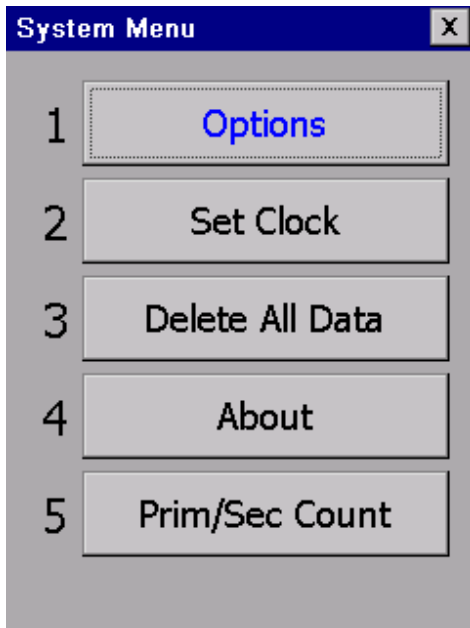 System Menu X
1 Options
2 Set Clock
3 Delete All Data
4 About
5 Prim/Sec Count